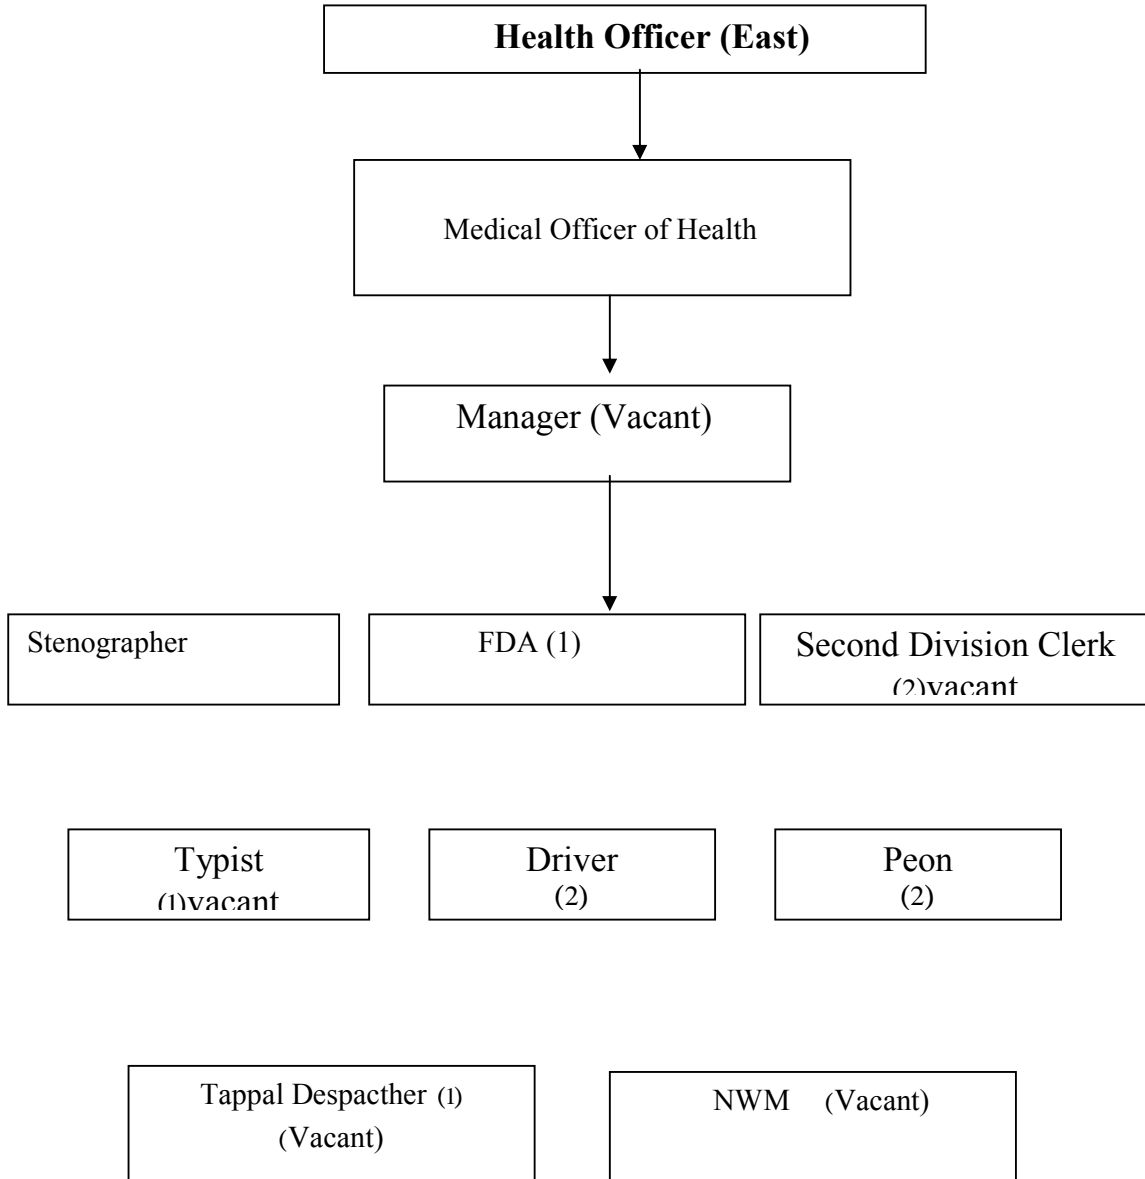 Health Officer (East)
Medical Officer of Health
Manager (Vacant)
Stenographer
FDA (1)
Second Division Clerk
(2)vacant
Typist
(1)vacant
Driver
(2)
Peon
(2)
Tappal Despacther (1)
(Vacant)
NWM (Vacant)